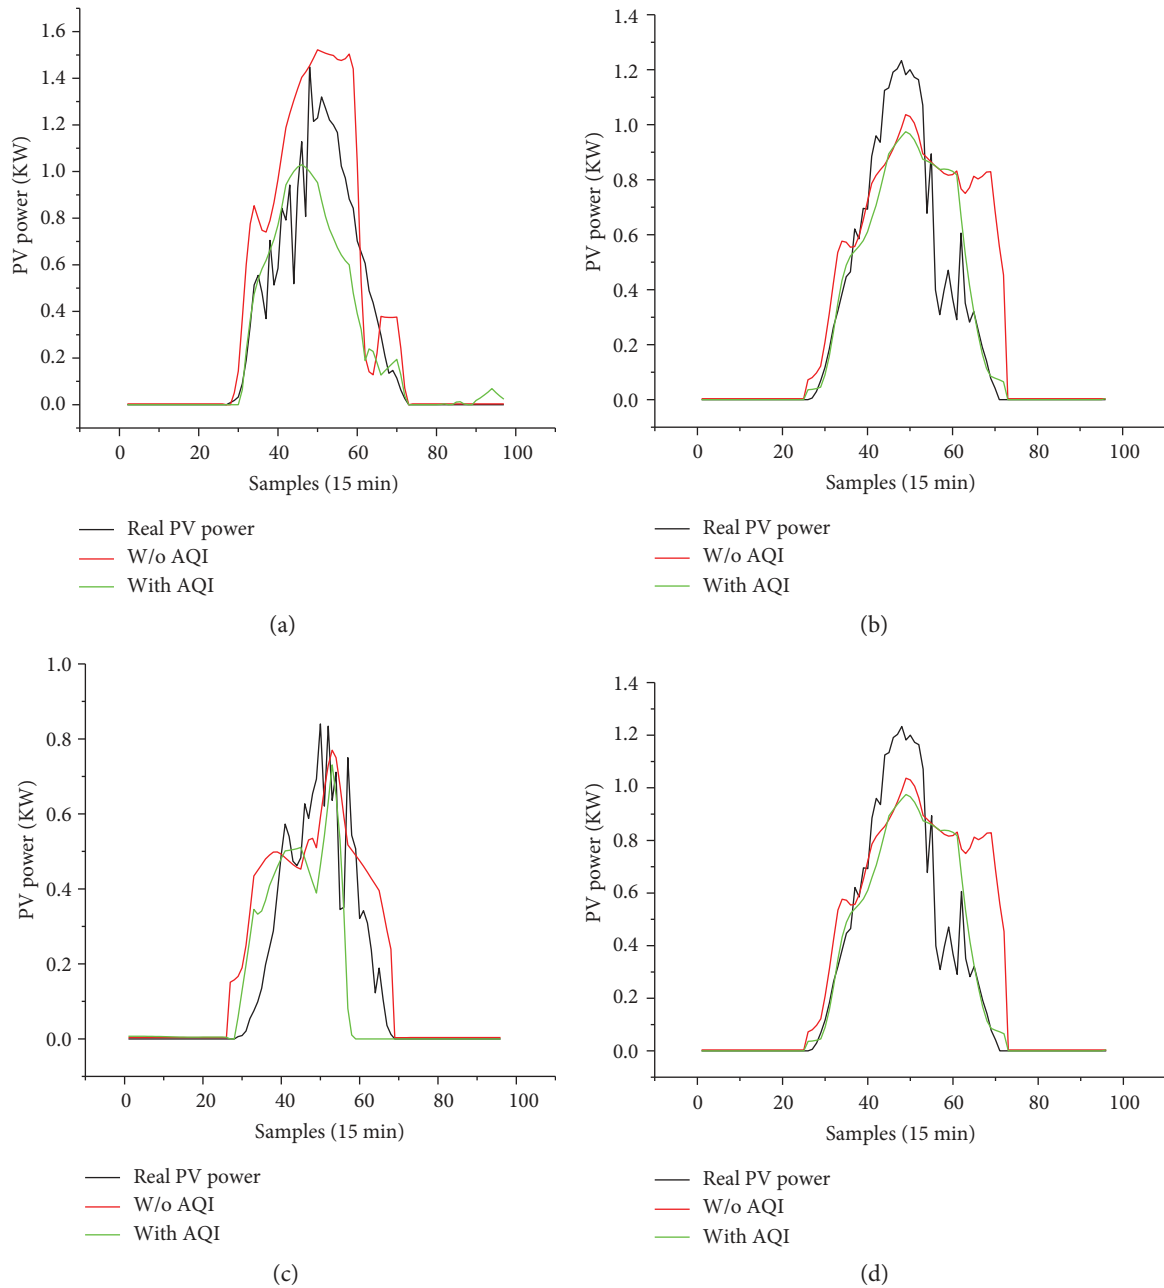 1.6
1.4
1.2
1.0
0.8
0.6
0.4
0.2
0.0
PV power (KW)
0 20 40 60 80 100
Samples (15 min)
Real PV power
W/o AQI
With AQI
(a)
1.4
1.2
1.0
0.8
0.6
0.4
0.2
0.0
PV power (KW)
0 20 40 60 80 100
Samples (15 min)
Real PV power
W/o AQI
With AQI
(b)
1.0
0.8
0.6
0.4
0.2
0.0
PV power (KW)
0 20 40 60 80 100
Samples (15 min)
Real PV power
W/o AQI
With AQI
(c)
1.4
1.2
1.0
0.8
0.6
0.4
0.2
0.0
PV power (KW)
0 20 40 60 80 100
Samples (15 min)
Real PV power
W/o AQI
With AQI
(d)